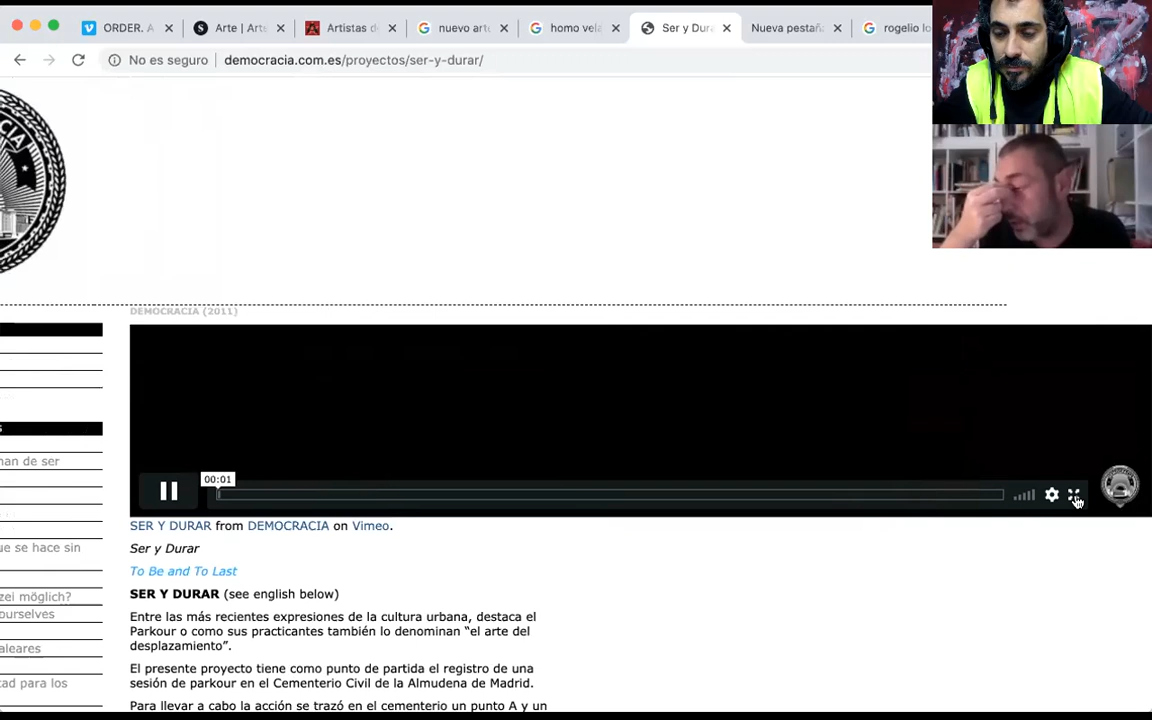 ORDER. A
Arte | Arts
Artistas d
nuevo arte
homo vela
Ser y Dura
Nueva pestaña
rogelio lo
No es seguro
democracia.com.es/proyectos/ser-y-durar/
DEMOCRACIA (2011)
00:01
SER Y DURAR from DEMOCRACIA on Vimeo.
Ser y Durar
To Be and To Last
SER Y DURAR (see english below)
Entre las más recientes expresiones de la cultura urbana, destaca el
Parkour o como sus practicantes también lo denominan “el arte del
desplazamiento”.
El presente proyecto tiene como punto de partida el registro de una
sesión de parkour en el Cementerio Civil de la Almudena de Madrid.
Para llevar a cabo la acción se trazó en el cementerio un punto A y un
s
nan de ser
ue se hace sin
zei möglich?
ourselves
aleares
tad para los